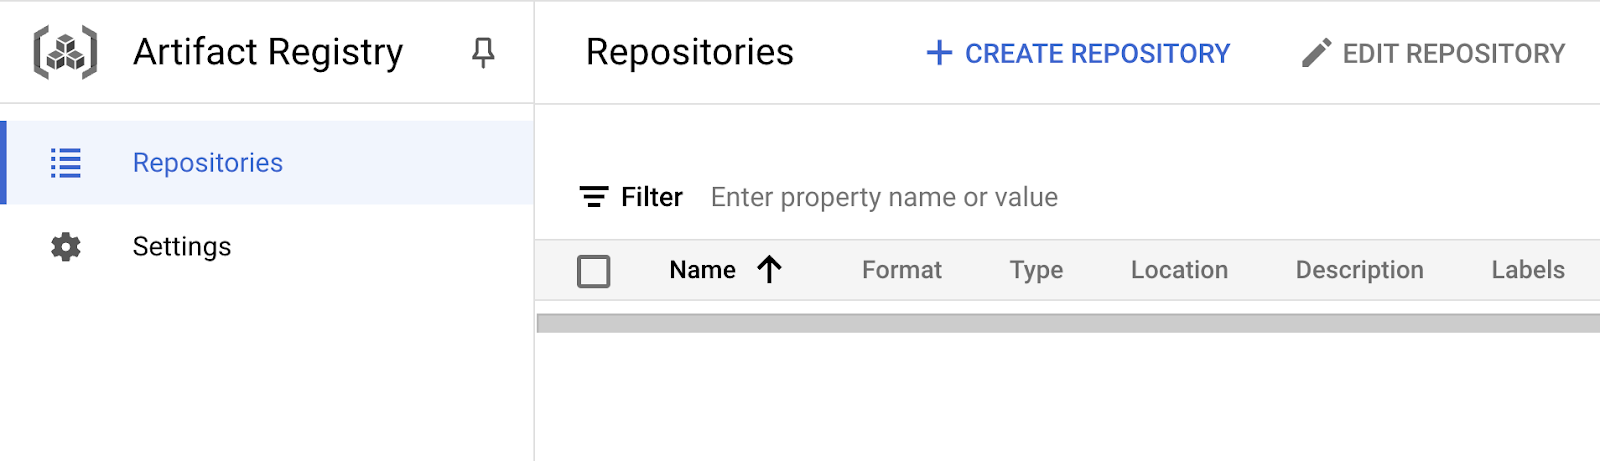 Artifact Registry
Repositories
Settings
Repositories
CREATE REPOSITORY
EDIT REPOSITORY
Filter Enter property name or value
Name Format Type Location Description Labels